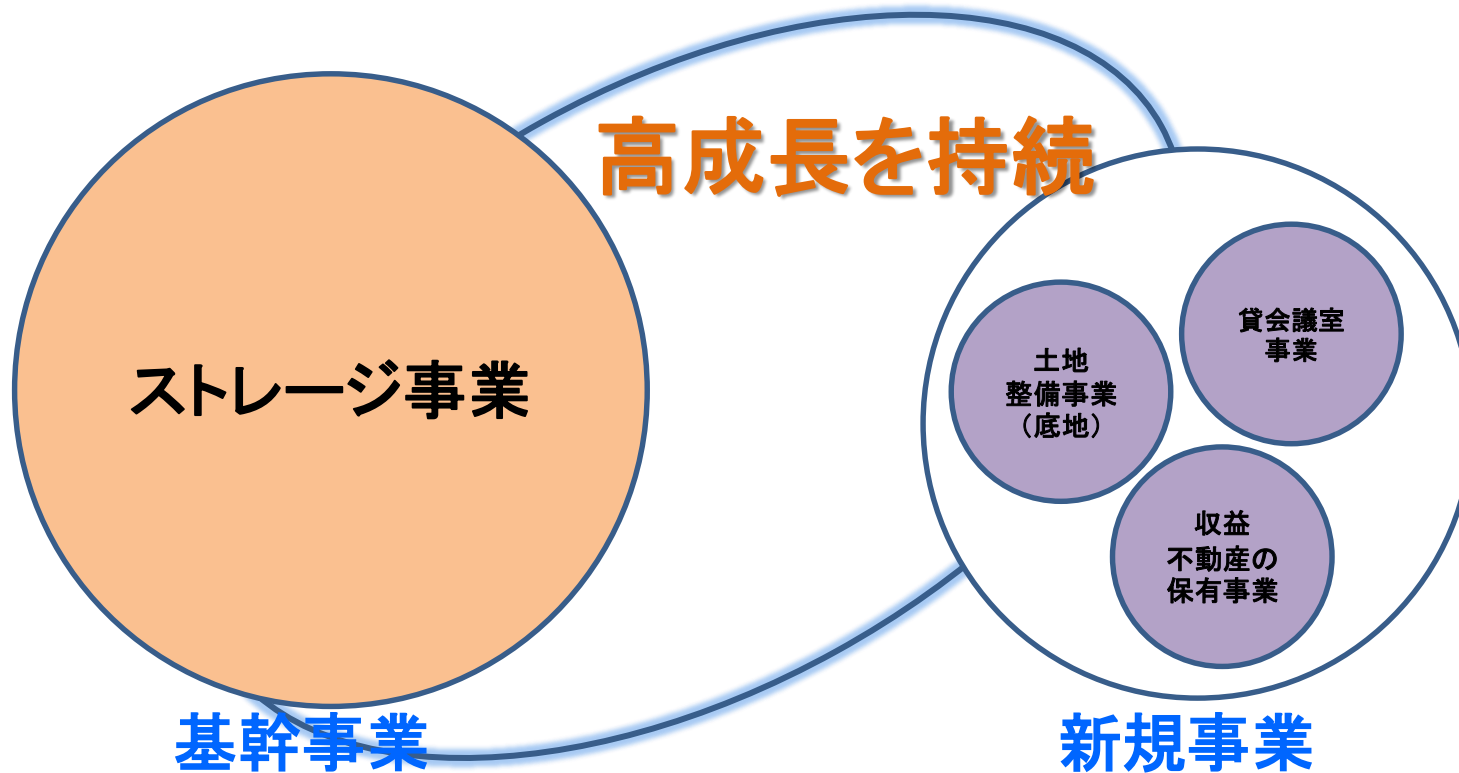 高成長を持続
ストレージ事業
貸会議室
事業
土地
整備事業
（底地）
収益
不動産の
保有事業
基幹事業
新規事業